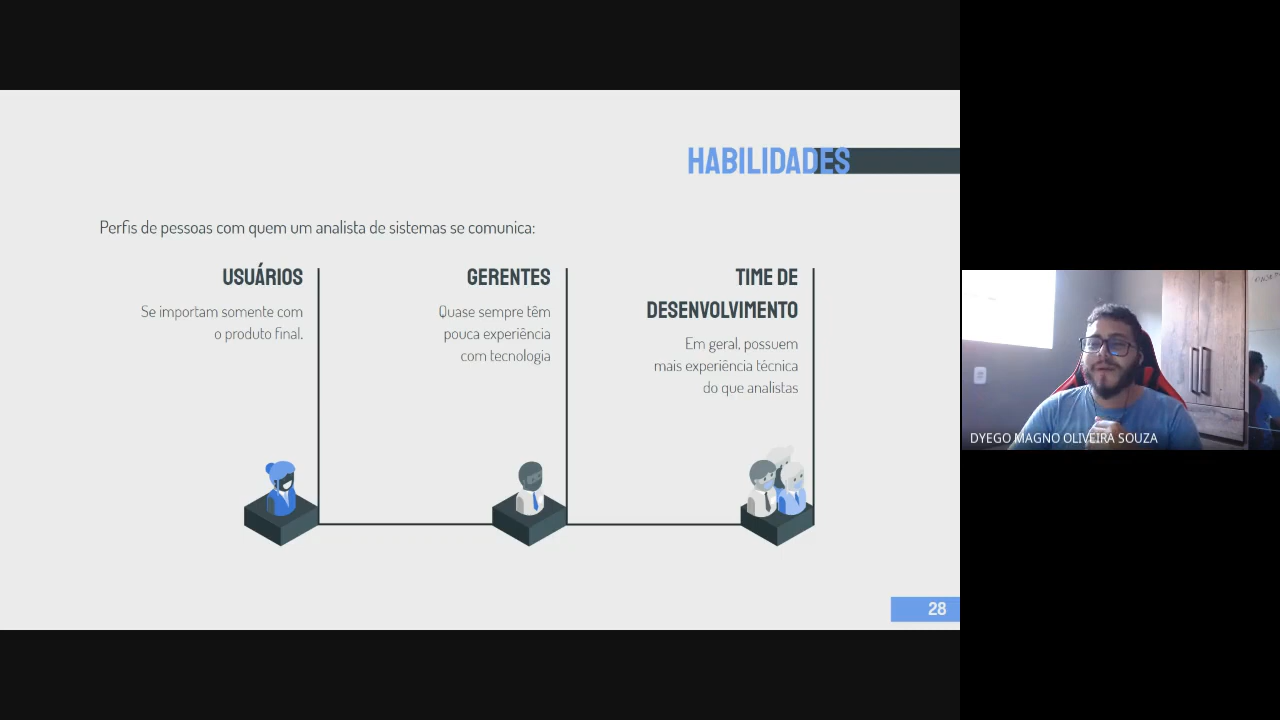 HABILIDADES
Perfis de pessoas com quem um analista de sistemas se comunica:
USUÁRIOS
Se importam somente com
o produto final.
GERENTES
Quase sempre têm
pouca experiência
com tecnologia
TIME DE
DESENVOLVIMENTO
Em geral, possuem
mais experiência técnica
do que analistas
28
DYEGO MAGNO OLIVEIRA SOUZA